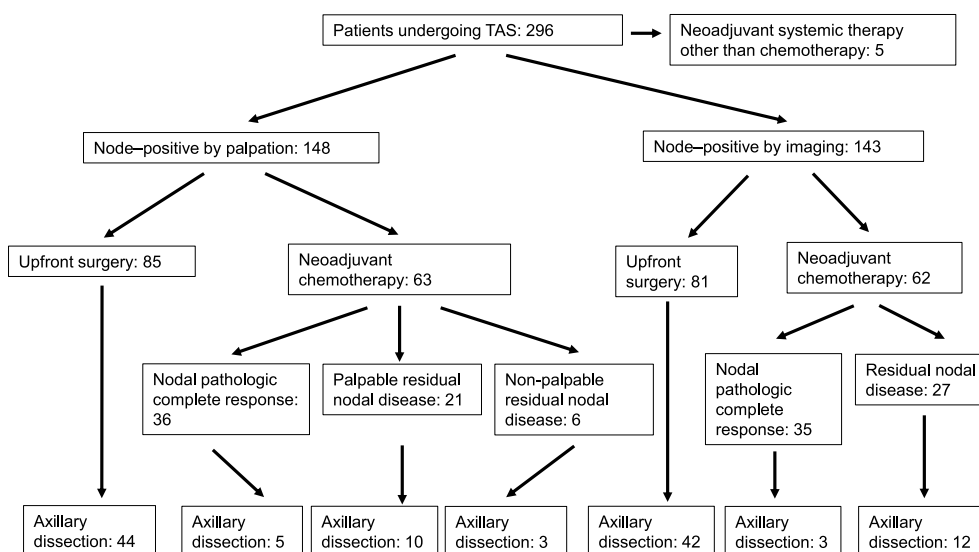 Patients undergoing TAS: 296
Neoadjuvant systemic therapy
other than chemotherapy: 5
Node–positive by palpation: 148
Node–positive by imaging: 143
Upfront surgery: 85
Neoadjuvant
chemotherapy: 63
Upfront
surgery: 81
Neoadjuvant
chemotherapy: 62
Nodal pathologic
complete response:
36
Palpable residual
nodal disease: 21
Non-palpable
residual nodal
disease: 6
Nodal
pathologic
complete
response: 35
Residual nodal
disease: 27
Axillary
dissection: 44
Axillary
dissection: 5
Axillary
dissection: 10
Axillary
dissection: 3
Axillary
dissection: 42
Axillary
dissection: 3
Axillary
dissection: 12